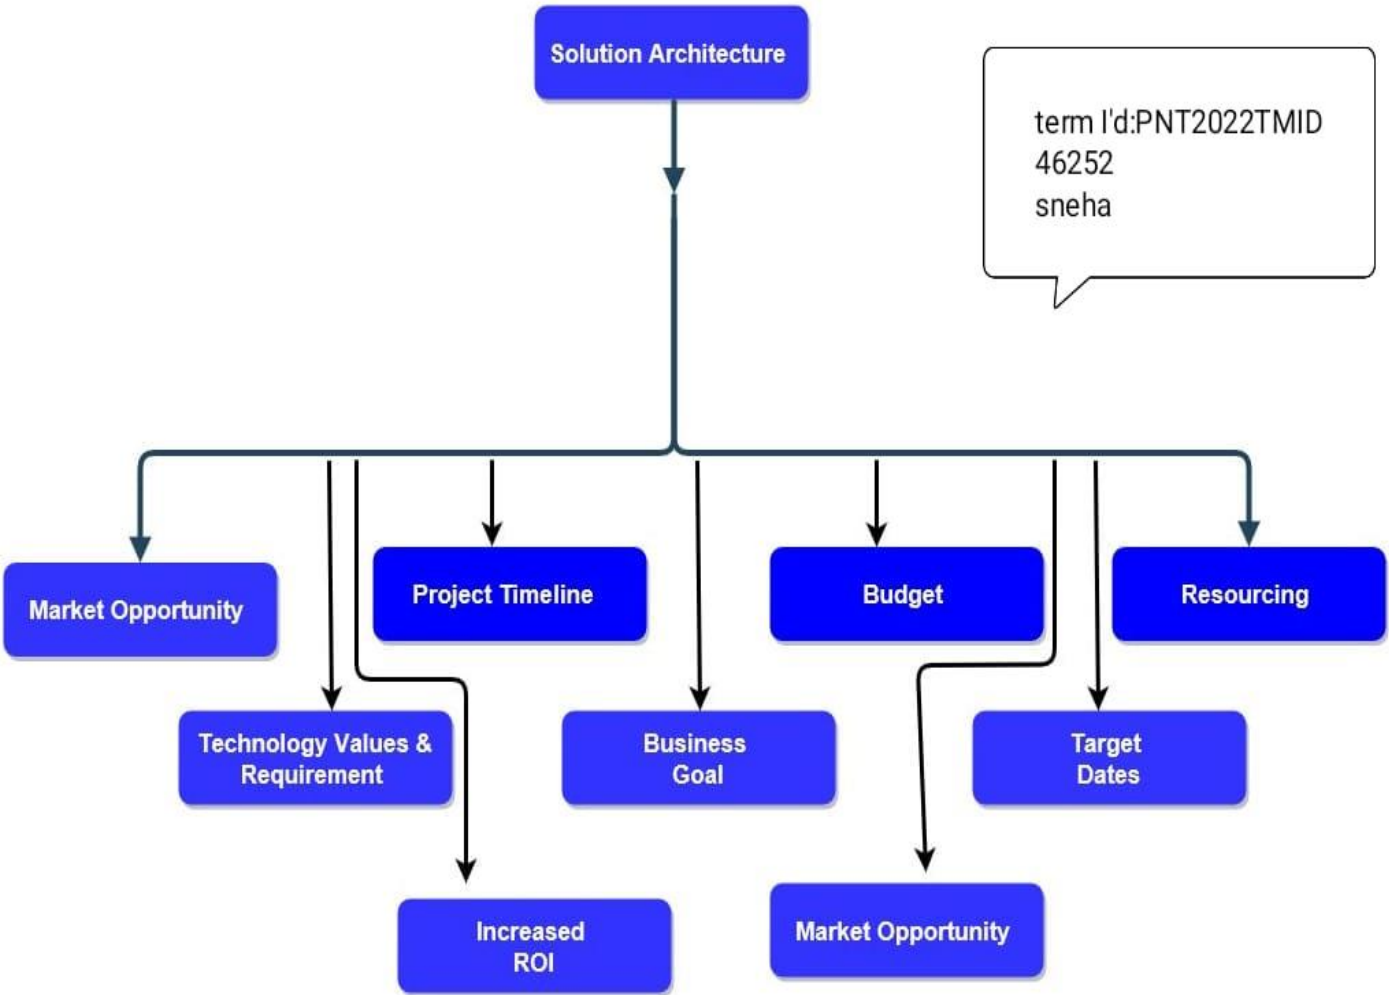 Solution Architecture
term I'd:PNT2022TMID
46252
sneha
Market Opportunity
Project Timeline
Budget
Resourcing
Technology Values &
Requirement
Business
Goal
Target
Dates
Increased
ROI
Market Opportunity